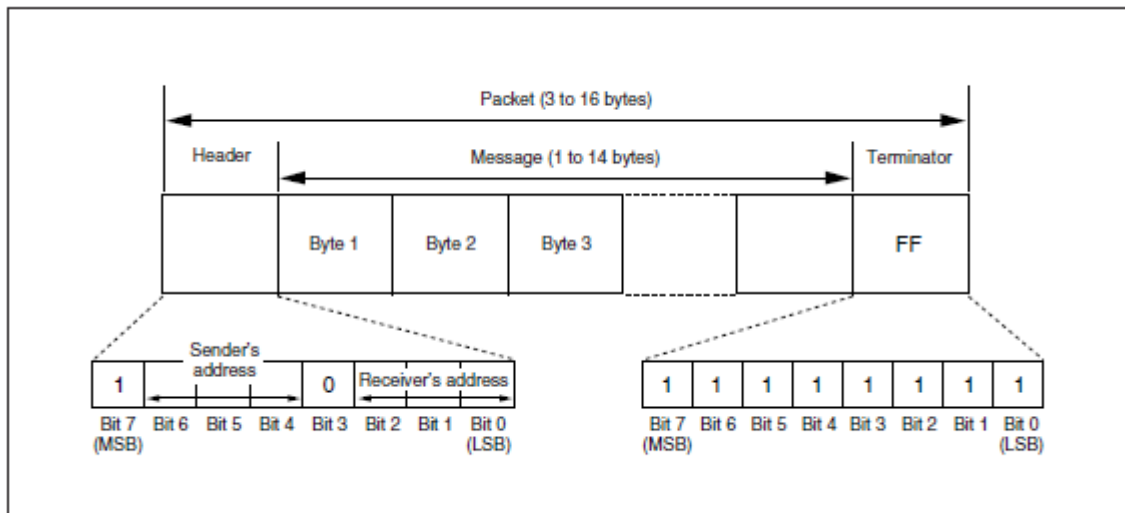 Packet (3 to 16 bytes)
Header Message (1 to 14 bytes) Terminator
Byte 1 Byte 2 Byte 3 FF
Sender's
address
1 0 Receiver's address 1 1 1 1 1 1 1 1
Bit 7 Bit 6 Bit 5 Bit 4 Bit 3 Bit 2 Bit 1 Bit 0 Bit 7 Bit 6 Bit 5 Bit 4 Bit 3 Bit 2 Bit 1 Bit 0
(MSB) (LSB) (MSB) (LSB)